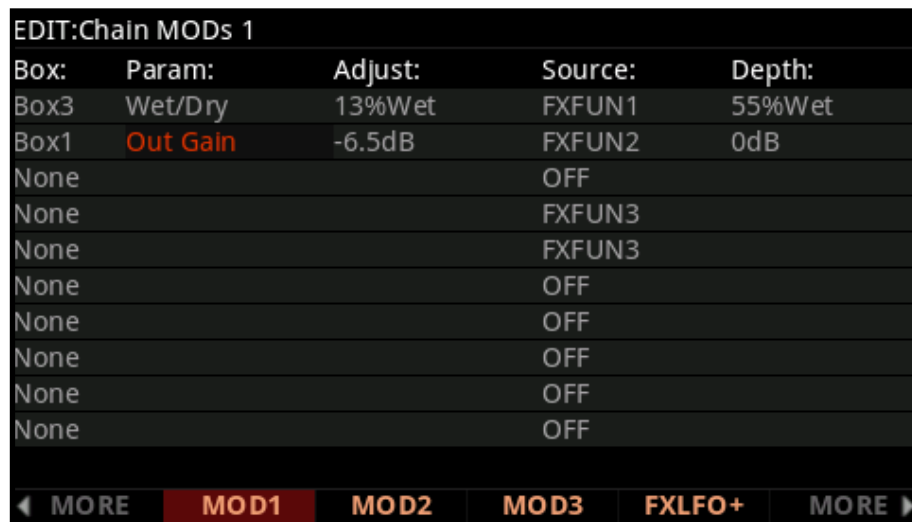 EDIT:Chain MODs 1
Box: Param: Adjust: Source: Depth:
Box3 Wet/Dry 13%Wet FXFUN1 55%Wet
Box1 Out Gain -6.5dB FXFUN2 0dB
None OFF
None FXFUN3
None FXFUN3
None OFF
None OFF
None OFF
None OFF
None OFF
MORE MOD1 MOD2 MOD3 FXLFO+ MORE